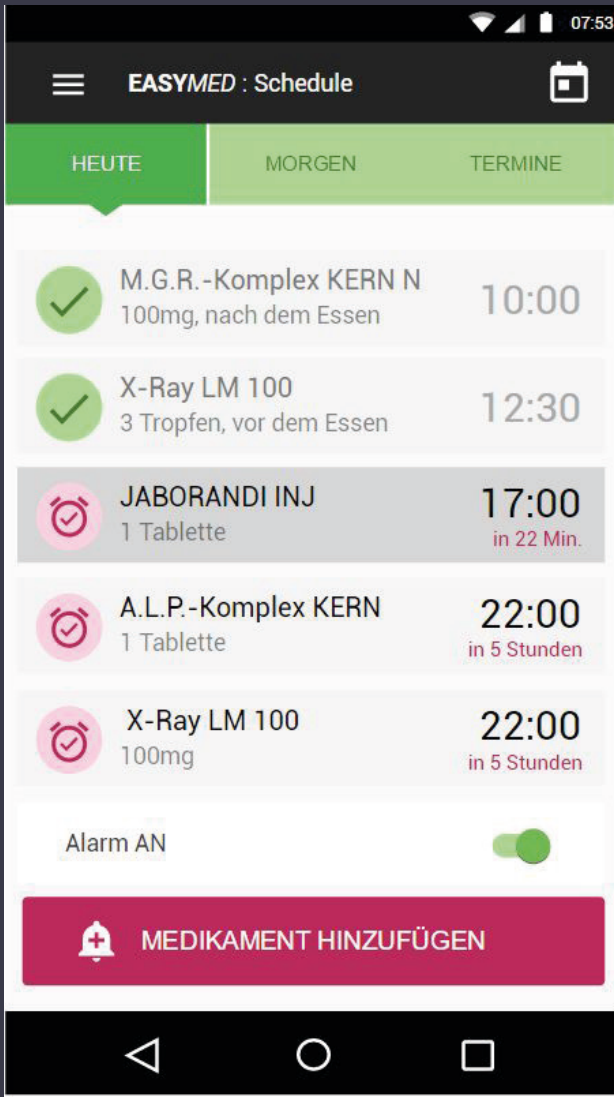 07:53
EASYMED : Schedule
HEUTE MORGEN TERMINE
M.G.R.-Komplex KERN N
100mg, nach dem Essen
10:00
X-Ray LM 100
3 Tropfen, vor dem Essen
12:30
JABORANDI INJ
1 Tablette
17:00
in 22 Min.
A.L.P.-Komplex KERN
1 Tablette
22:00
in 5 Stunden
X-Ray LM 100
100mg
22:00
in 5 Stunden
Alarm AN
MEDIKAMENT HINZUFÜGEN